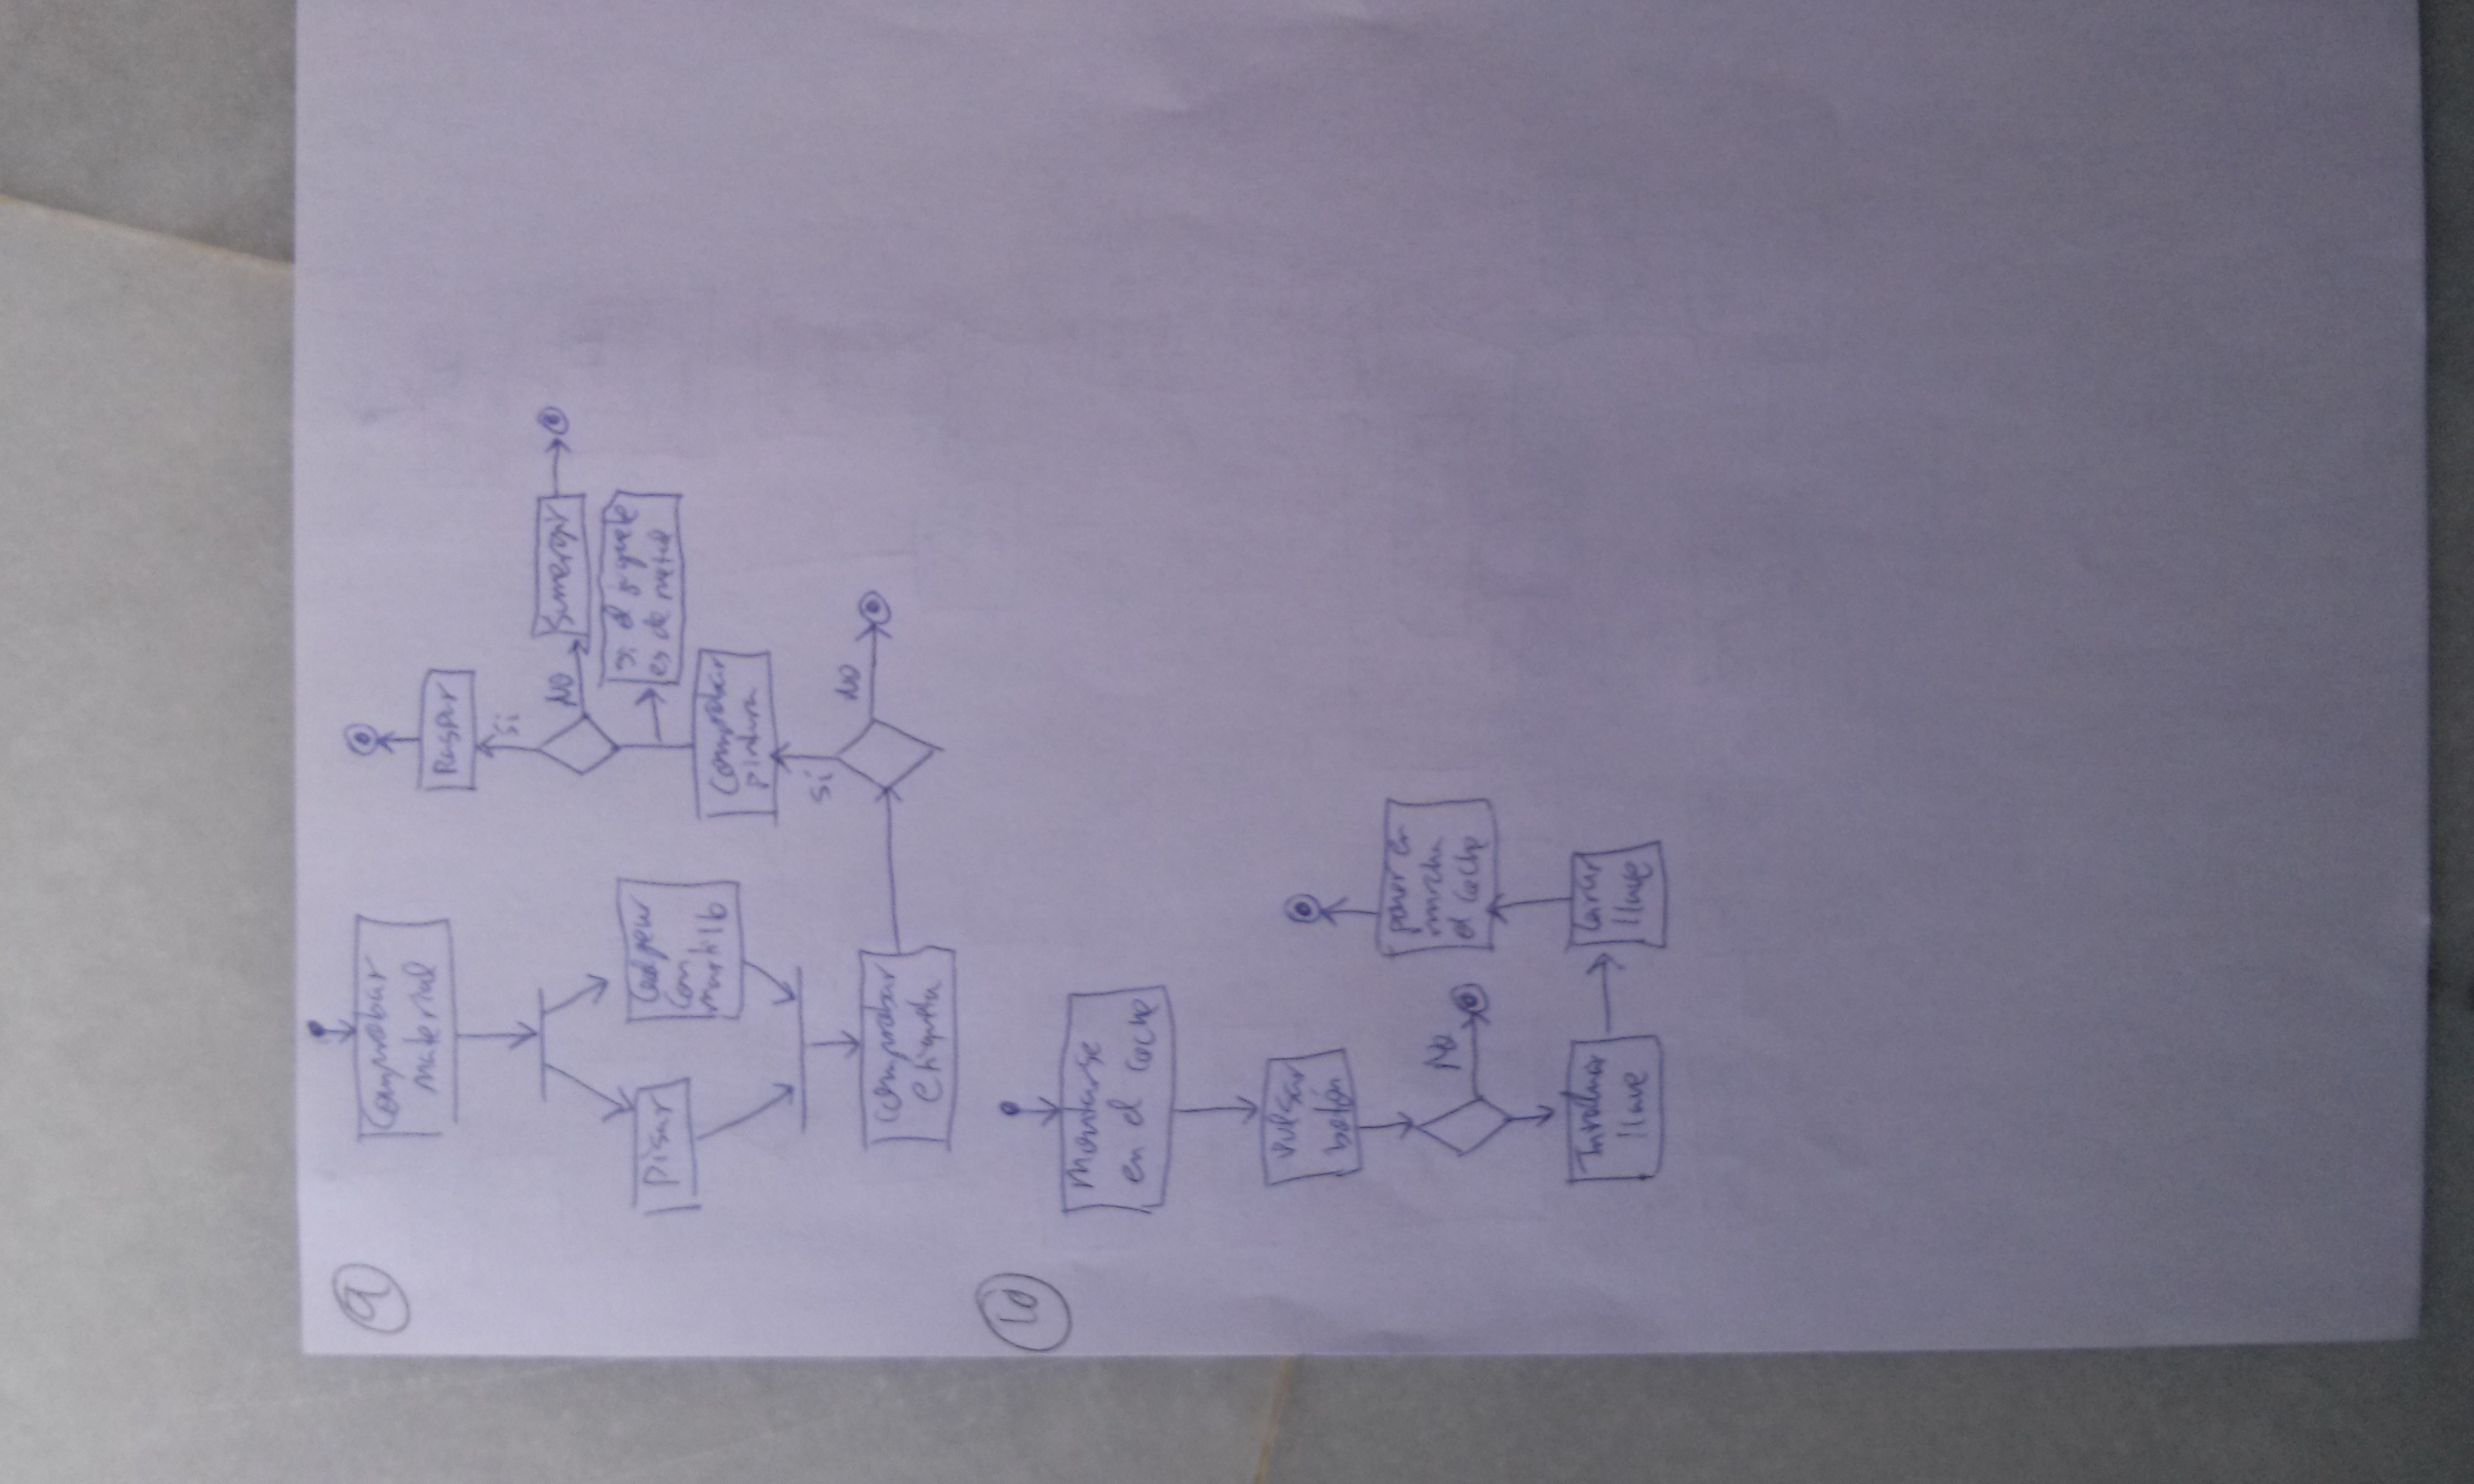 9
Comprobar
material
Pisar
Golpear
con
martillo
comprobar
etiqueta
Raspar
Si
NO
Sumergir
si el juguete
es de metal
Comprobar
pintura
Sí
NO
10
Montarse
en el coche
Pulsar
botón
NO
poner en
marcha
el coche
Introducir
llave
Girar
llave